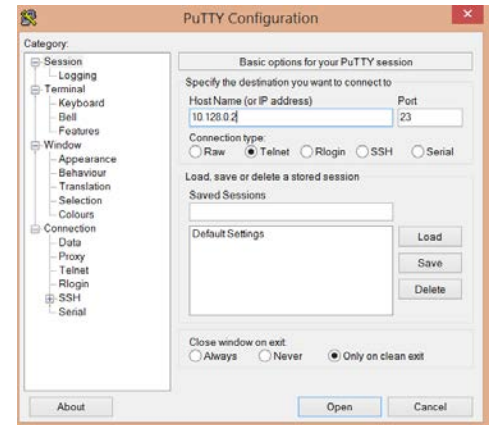 PuTTY Configuration
Category:
Session
Logging
Terminal
Keyboard
Bell
Features
Window
Appearance
Behaviour
Translation
Selection
Colours
Connection
Data
Proxy
Telnet
Rlogin
SSH
Serial
Basic options for your PuTTY session
Specify the destination you want to connect to
Host Name (or IP address) Port
10.128.0.2 23
Connection type:
Raw Telnet Rlogin SSH Serial
Load, save or delete a stored session
Saved Sessions
Default Settings
Load
Save
Delete
Close window on exit:
Always Never Only on clean exit
About Open Cancel